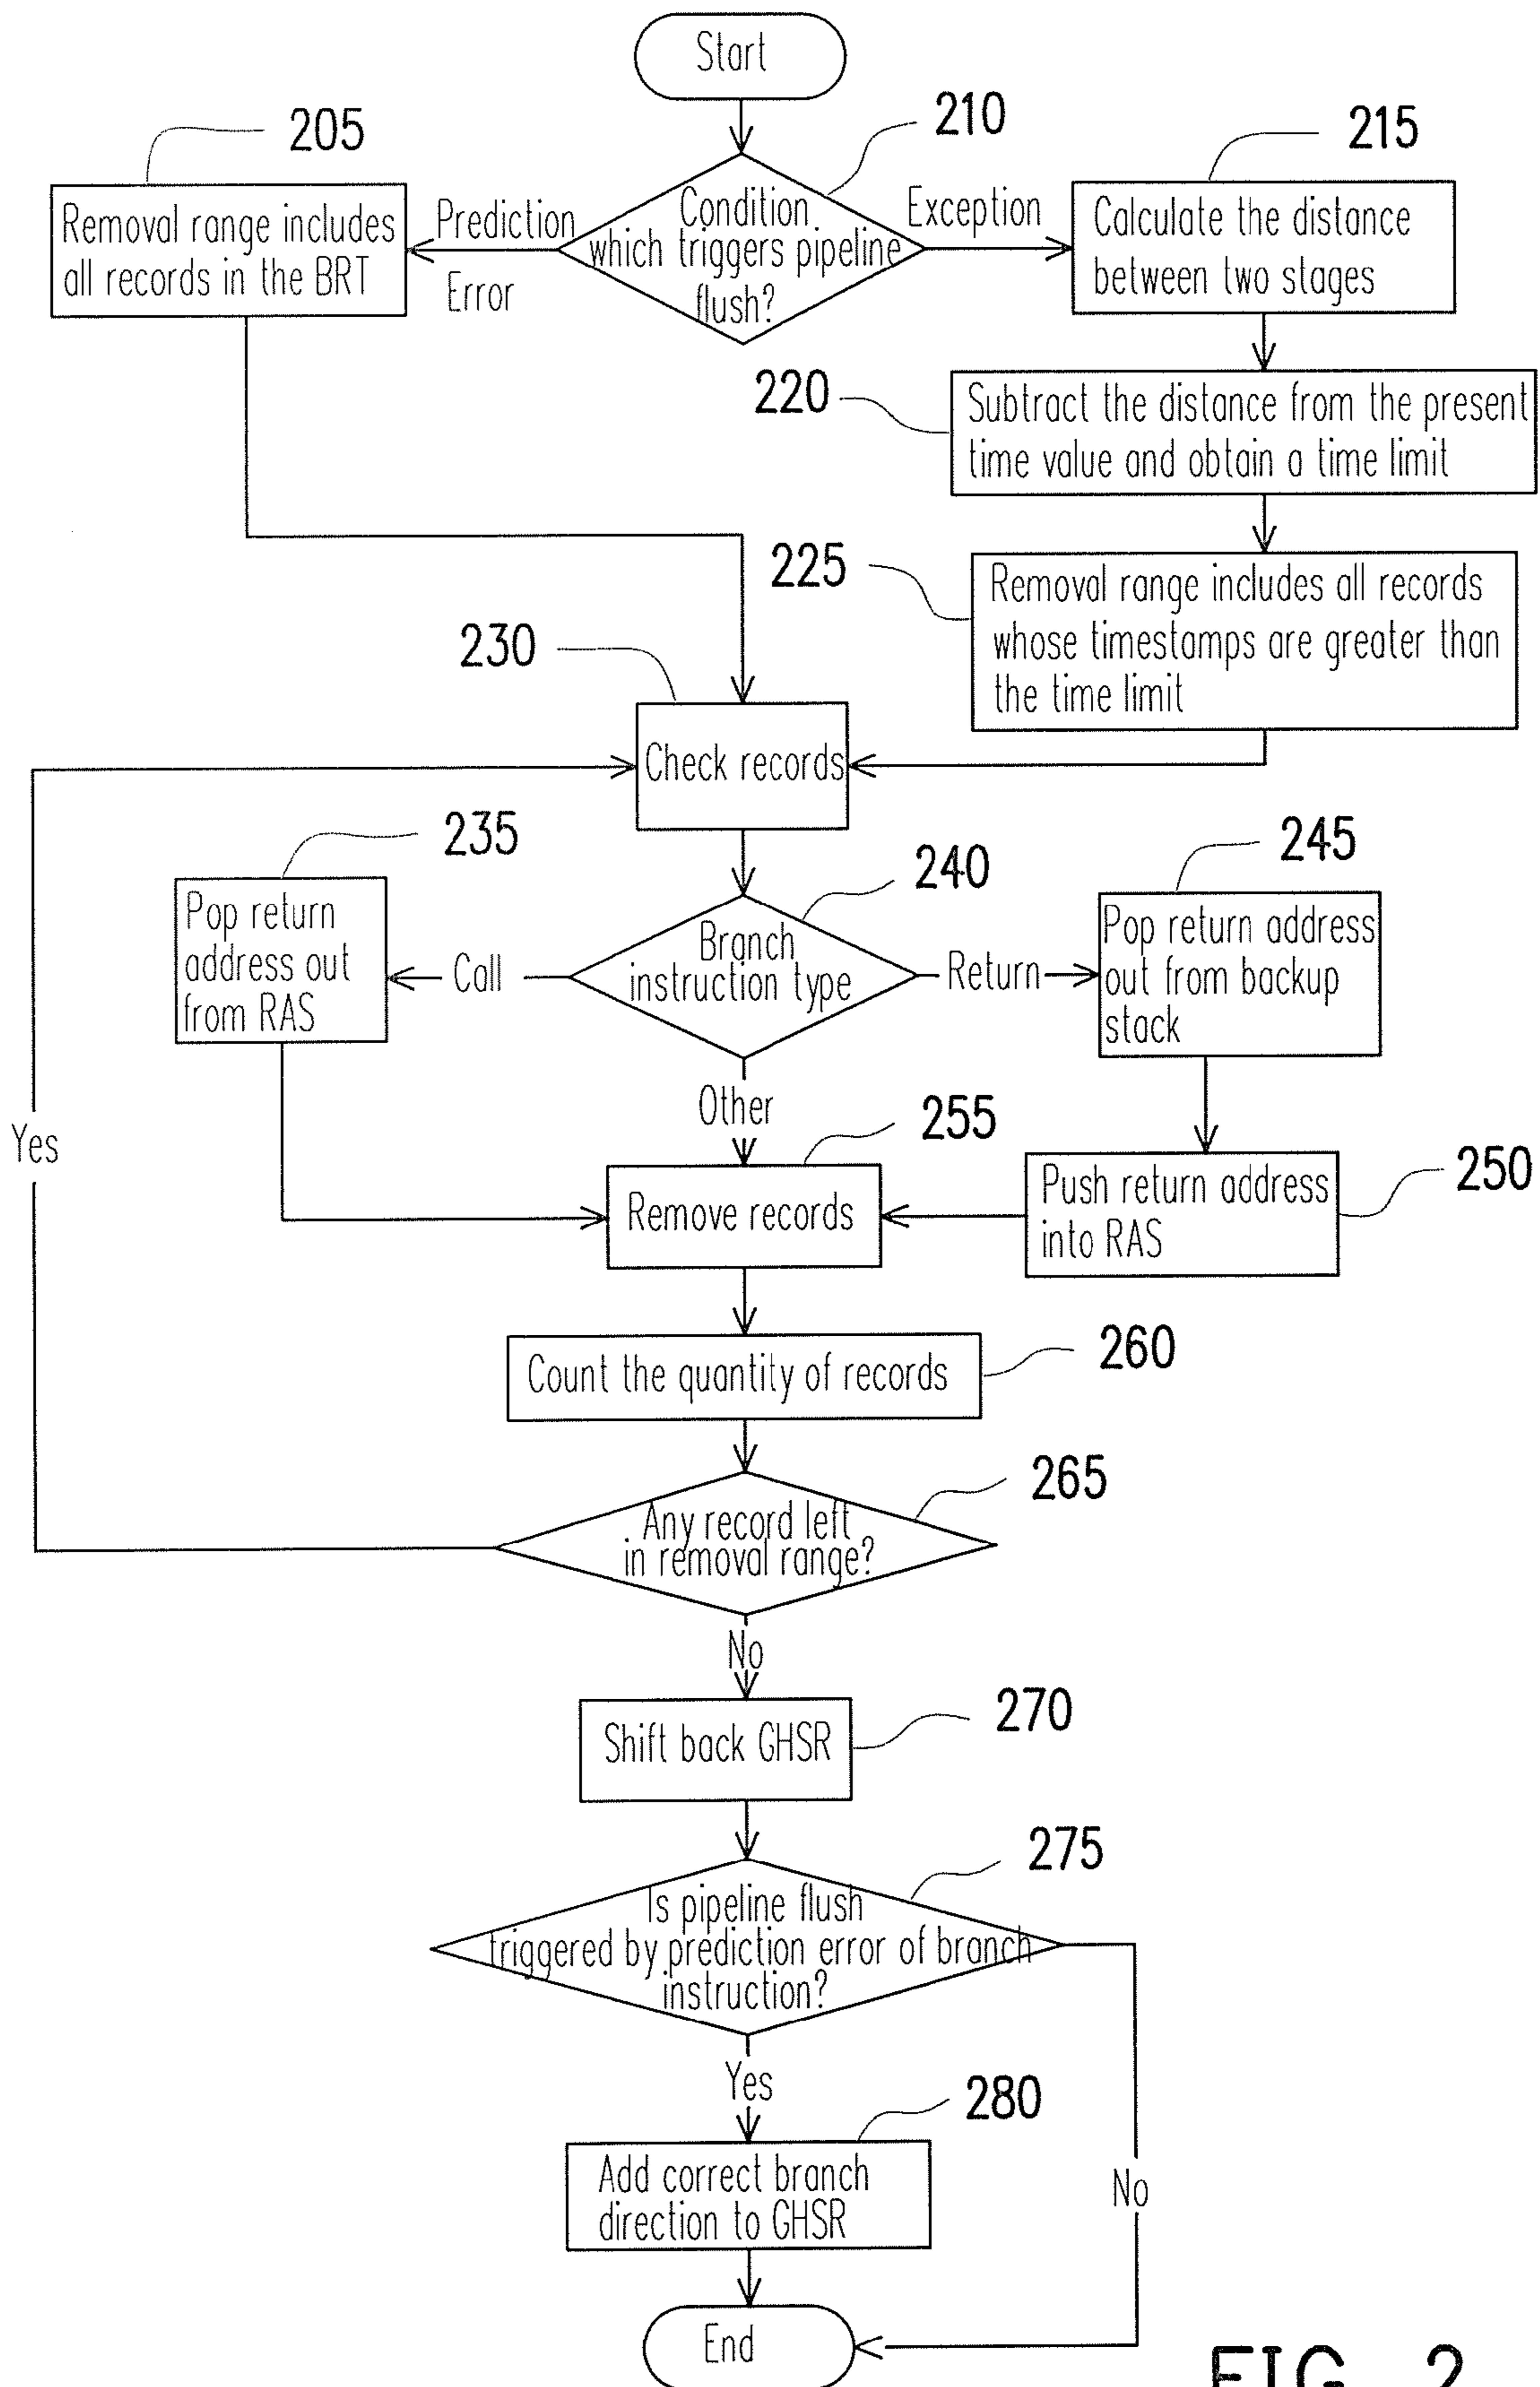 Start
205
210
215
Removal range includes
all records in the BRT
Prediction
Error
Condition
which triggers pipeline
flush?
Exception
Calculate the distance
between two stages
220
Subtract the distance from the present
time value and obtain a time limit
225
Removal range includes all records
whose timestamps are greater than
the time limit
230
Check records
235
240
245
Pop return
address out
from RAS
Call
Branch
instruction type
Return
Pop return address
out from backup
stack
Other
Yes
255
250
Remove records
Push return address
into RAS
260
Count the quantity of records
265
Any record left
in removal range?
No
270
Shift back GHSR
275
Is pipeline flush
triggered by prediction error of branch
instruction?
Yes
280
Add correct branch
direction to GHSR
No
End
FIG. 2